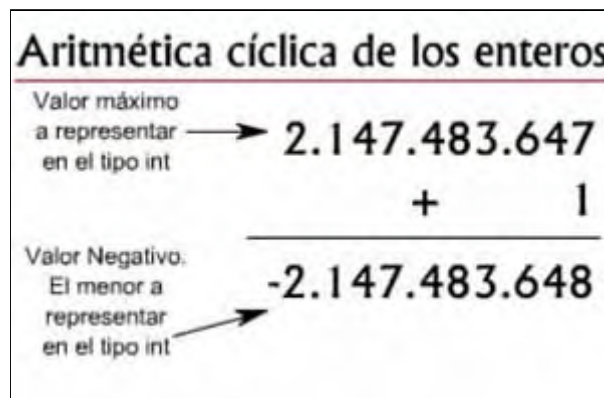 Aritmética cíclica de los enteros
Valor máximo
a representar
en el tipo int
2.147.483.647
+ 1
Valor Negativo.
El menor a
representar
en el tipo int
-2.147.483.648